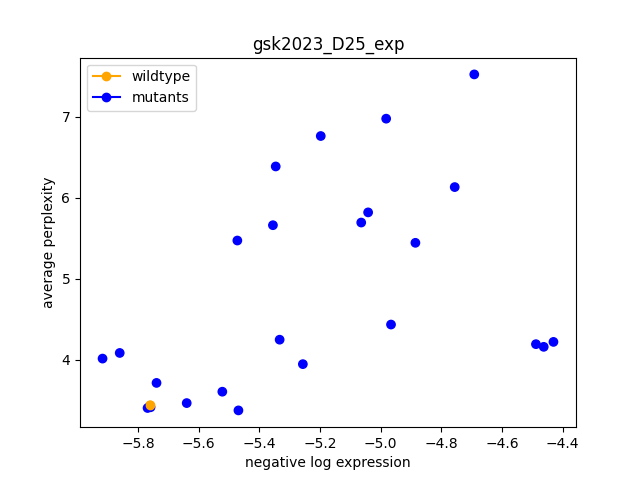 gsk2023_D25_exp
wildtype
mutants
average perplexity
7
6
5
4
−5.8
−5.6
−5.4
−5.2
−5.0
−4.8
−4.6
−4.4
negative log expression